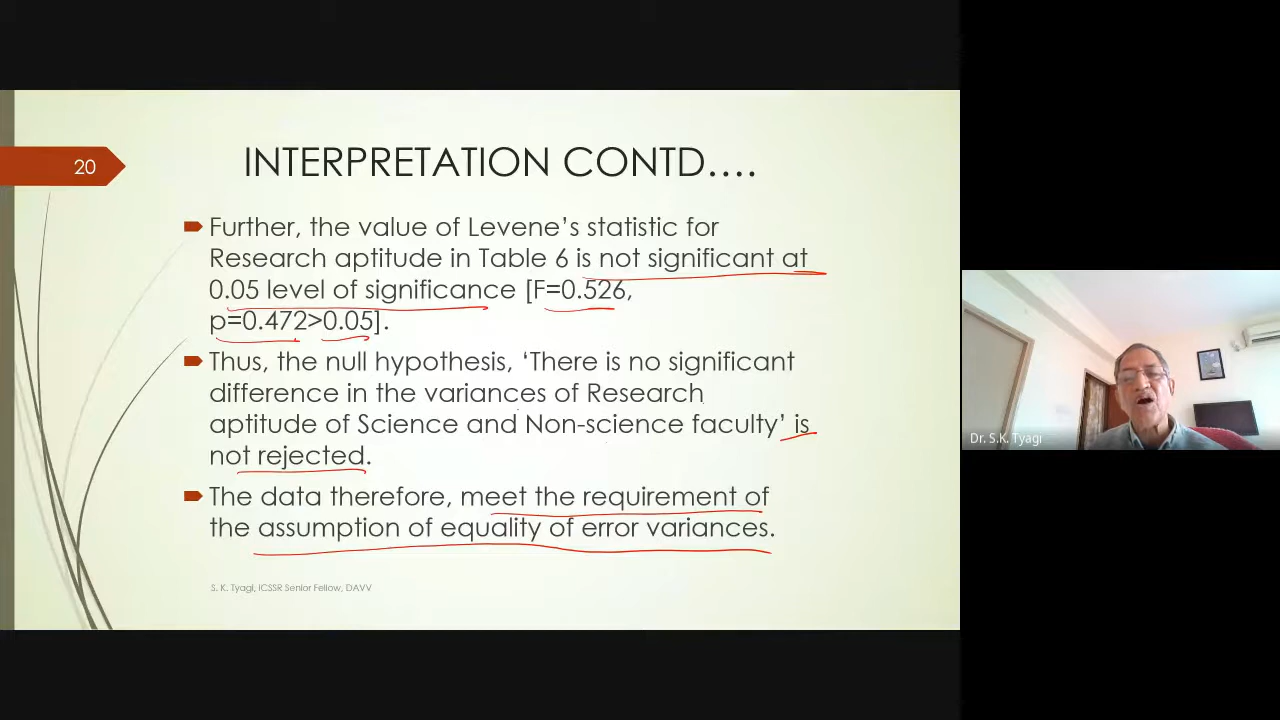 20
INTERPRETATION CONTD....
Further, the value of Levene's statistic for
Research aptitude in Table 6 is not significant at
0.05 level of significance [F=0.526,
p=0.472>0.05].
Thus, the null hypothesis, 'There is no significant
difference in the variances of Research
aptitude of Science and Non-science faculty' is
not rejected.
The data therefore, meet the requirement of
the assumption of equality of error variances.
S. K. Tyagi, ICSSR Senior Fellow, DAVV
Dr. S.K. Tyagi